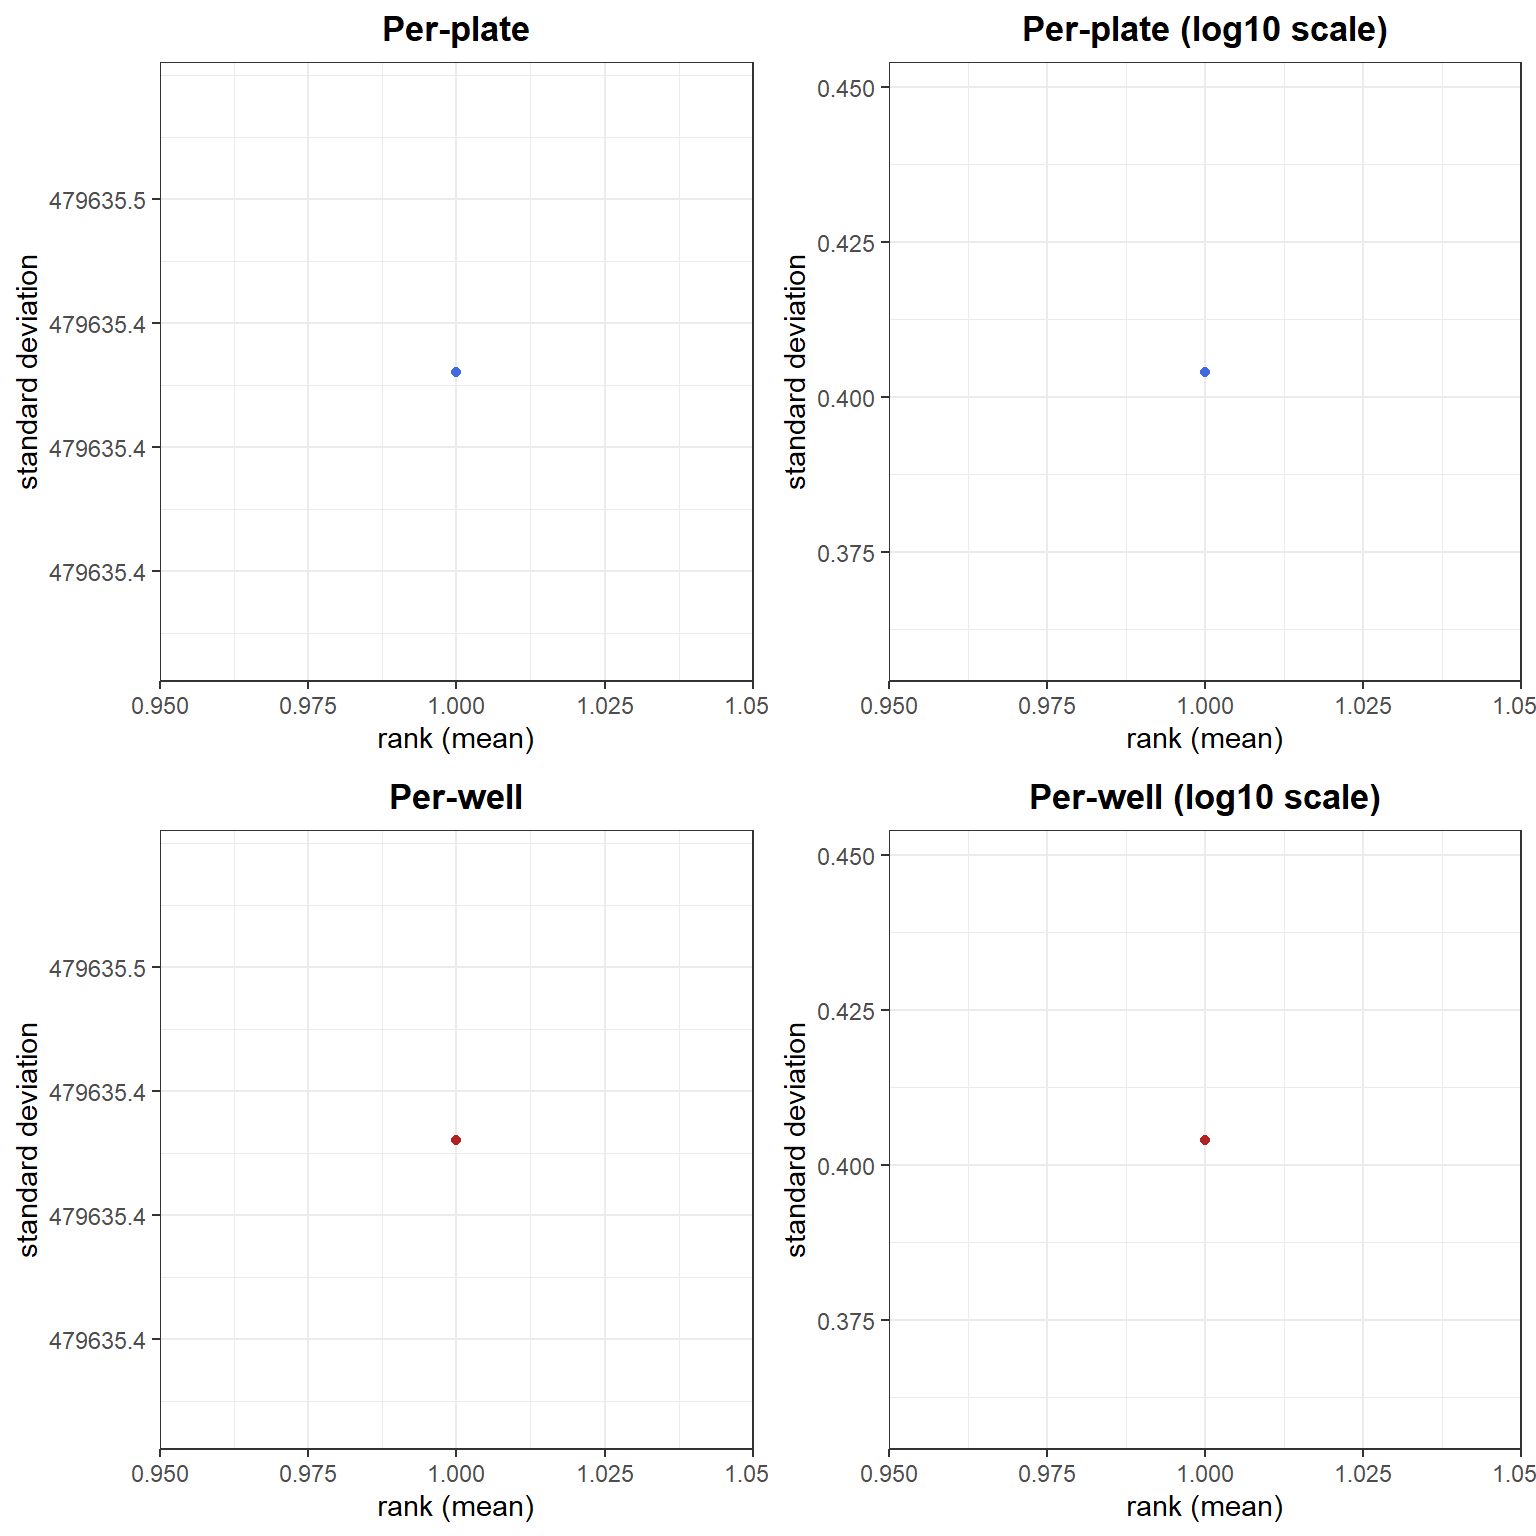 Per-plate
479635.5
479635.4
479635.4
479635.4
standard deviation
0.950 0.975 1.000 1.025 1.05
rank (mean)
Per-plate (log10 scale)
0.450
0.425
0.400
0.375
standard deviation
0.950 0.975 1.000 1.025 1.05
rank (mean)
Per-well
479635.5
479635.4
479635.4
479635.4
standard deviation
0.950 0.975 1.000 1.025 1.05
rank (mean)
Per-well (log10 scale)
0.450
0.425
0.400
0.375
standard deviation
0.950 0.975 1.000 1.025 1.05
rank (mean)